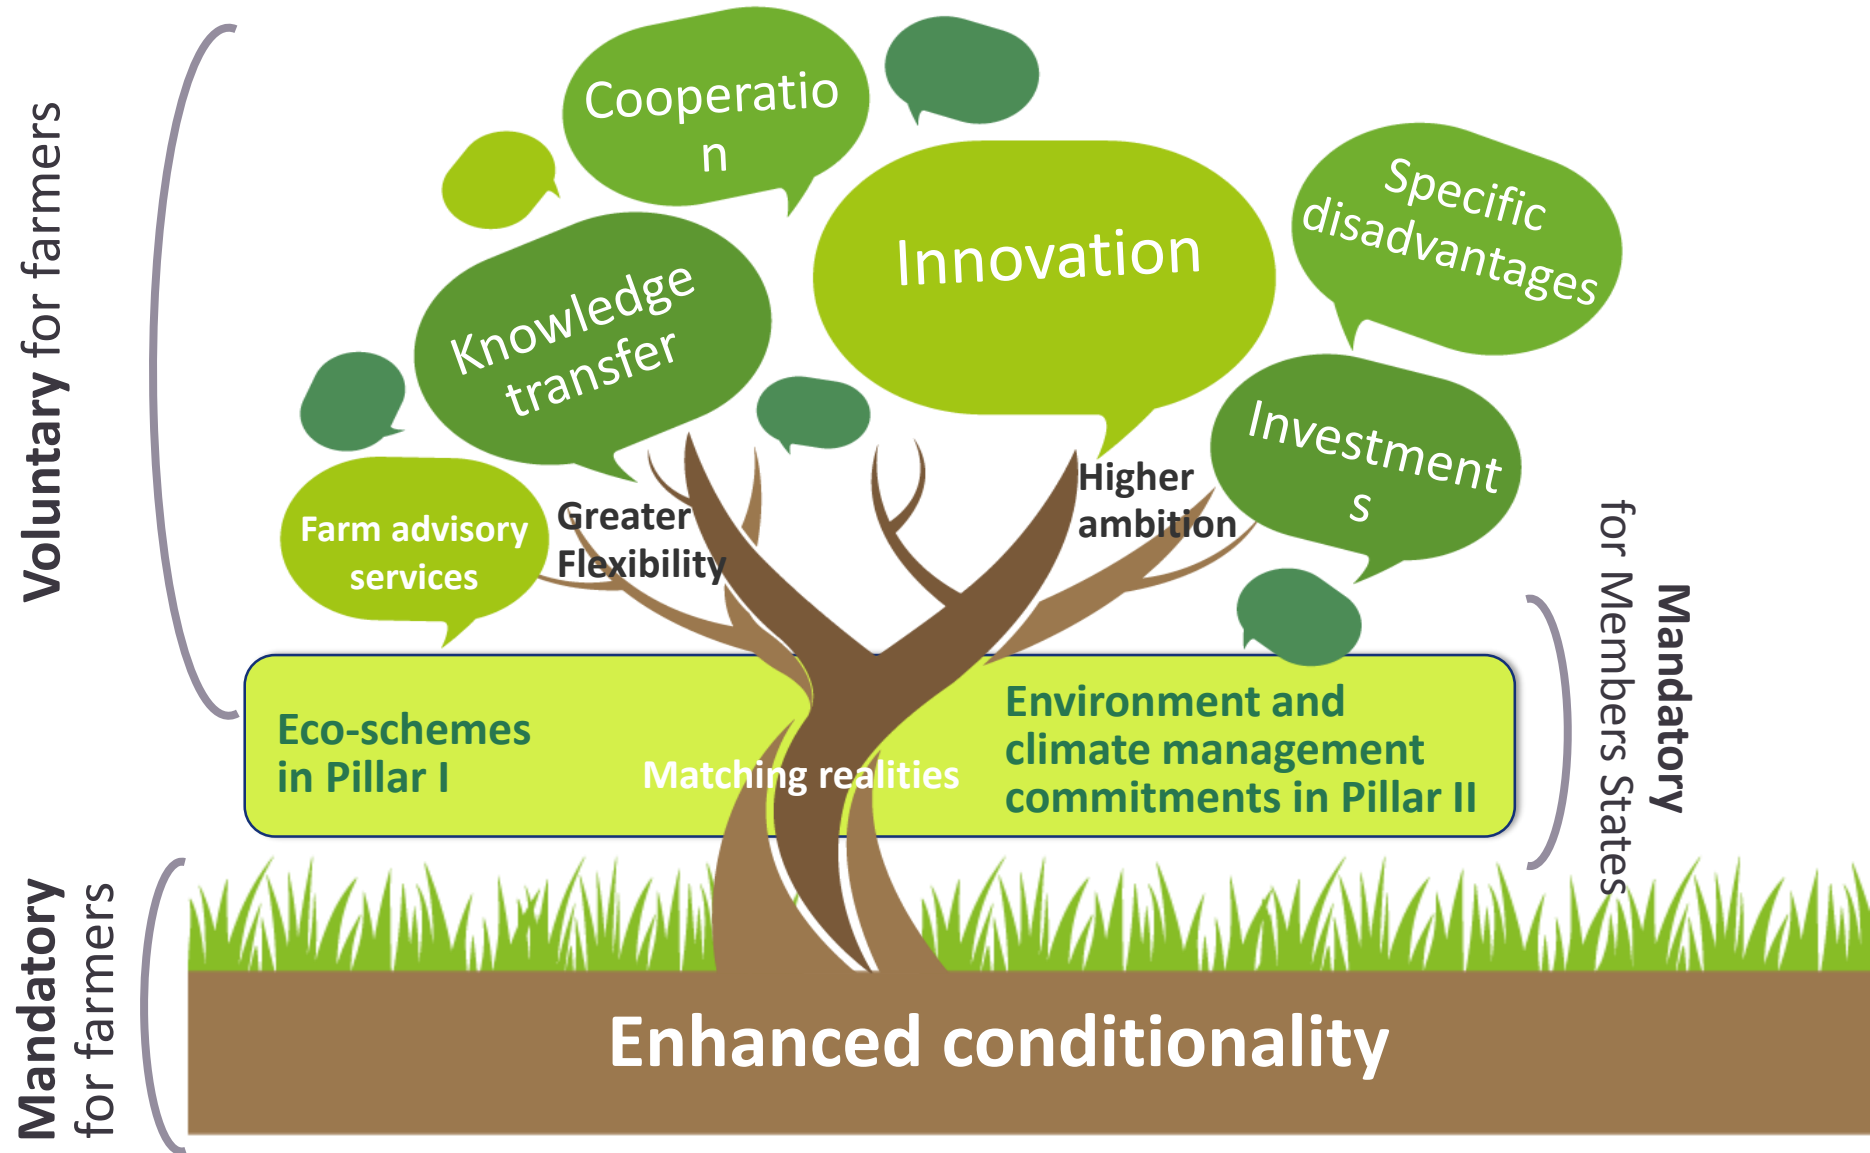 Voluntary for farmers
Cooperatio
n
Specific
disadvantages
Innovation
Knowledge
transfer
Investment
s
Higher
ambition
Greater
Flexibility
Farm advisory
services
Mandatory
for Members States
Eco-schemes
in Pillar I
Matching realities
Environment and
climate management
commitments in Pillar II
Mandatory
for farmers
Enhanced conditionality